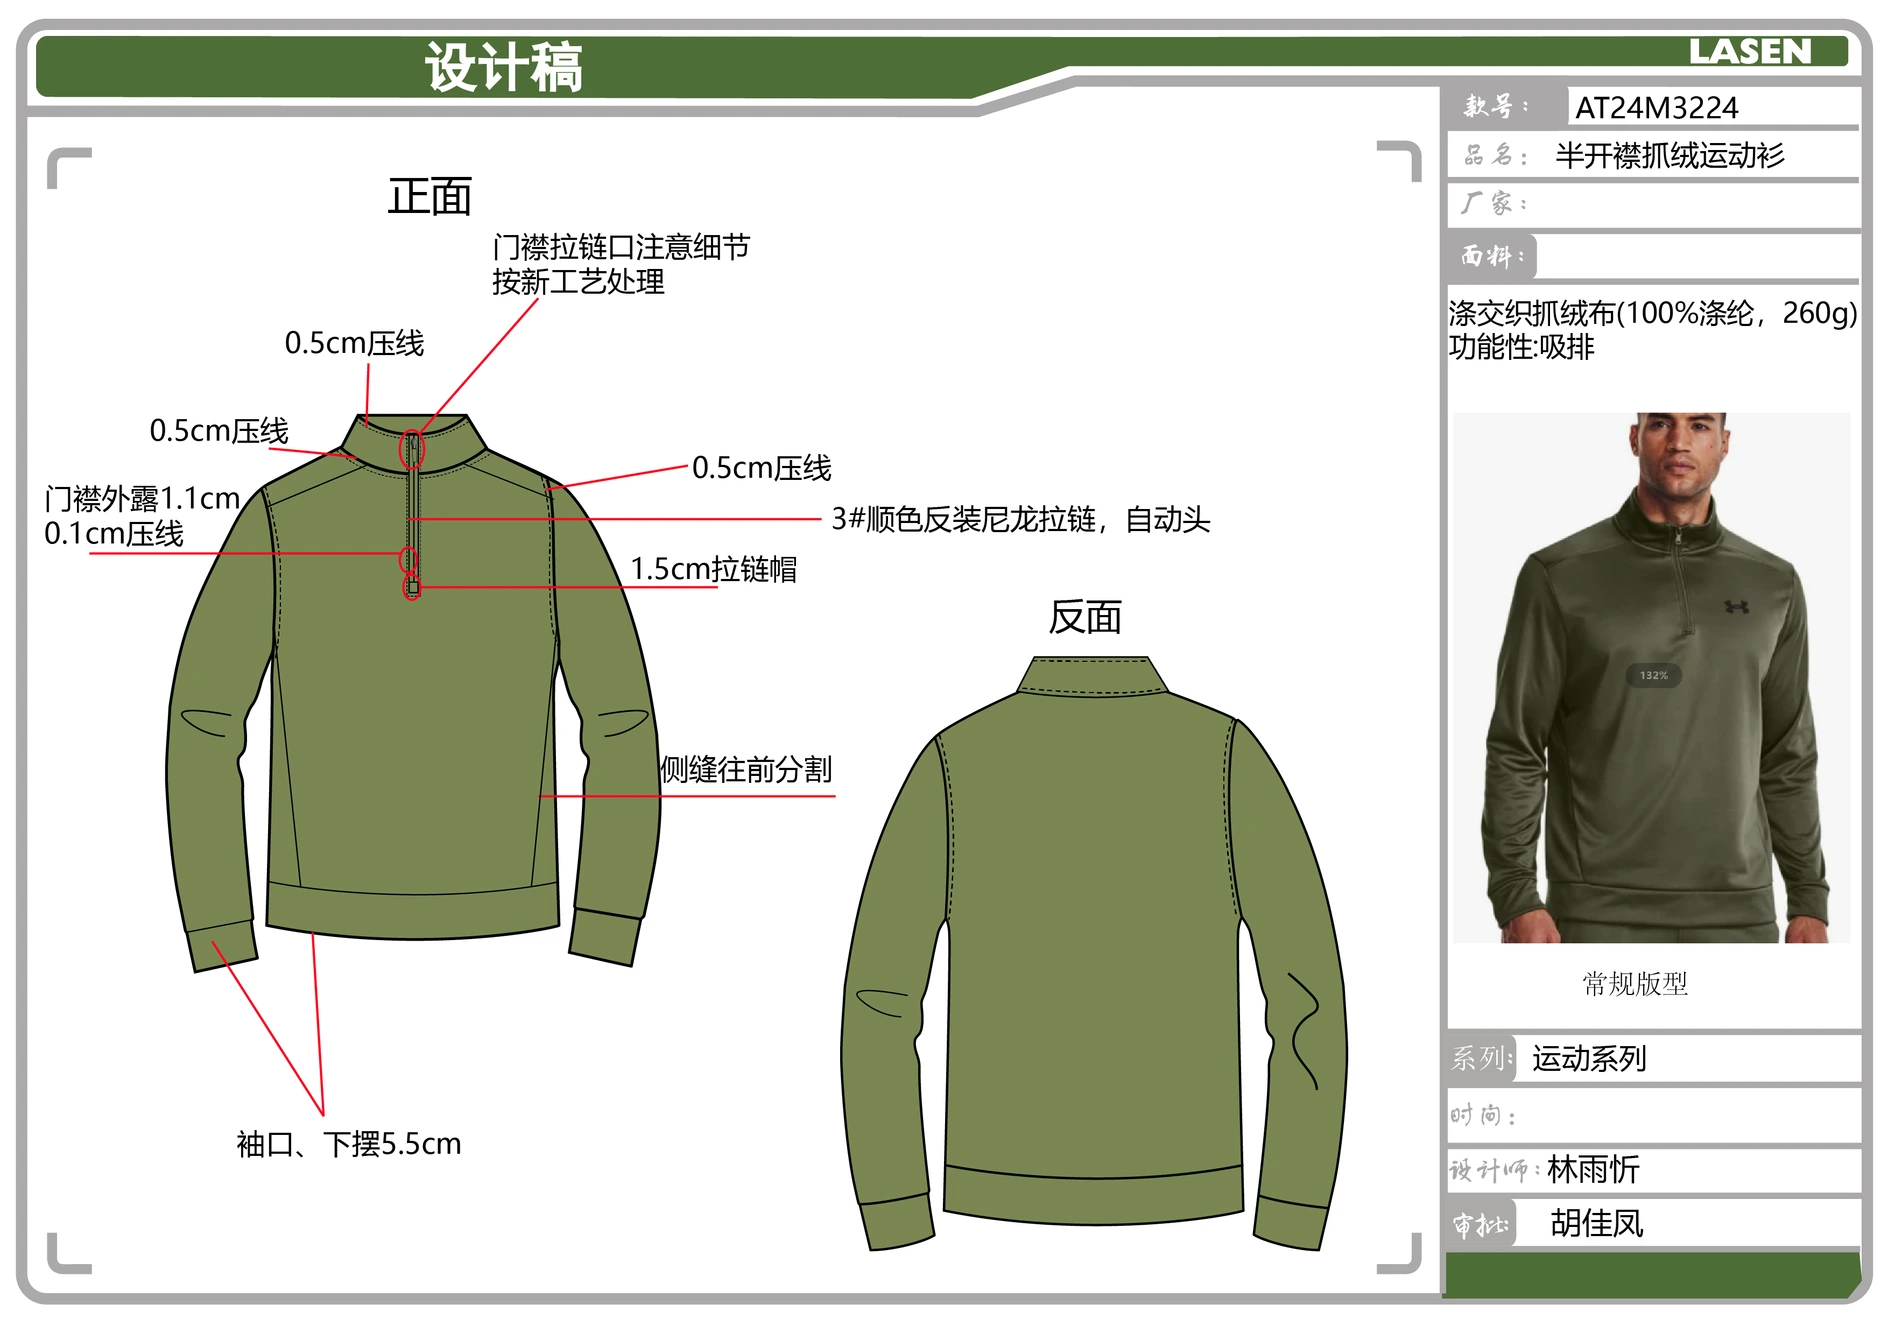 设计稿
LASEN
款号：
AT24M3224
品名：
半开襟抓绒运动衫
厂家：
面料：
涤交织抓绒布(100%涤纶，260g)
功能性:吸排
132%
常规版型
系列:
运动系列
时间：
设计师:
林雨忻
审批:
胡佳凤
正面
门襟拉链口注意细节
按新工艺处理
0.5cm压线
0.5cm压线
0.5cm压线
门襟外露1.1cm
0.1cm压线
3#顺色反装尼龙拉链，自动头
1.5cm拉链帽
反面
侧缝往前分割
袖口、下摆5.5cm